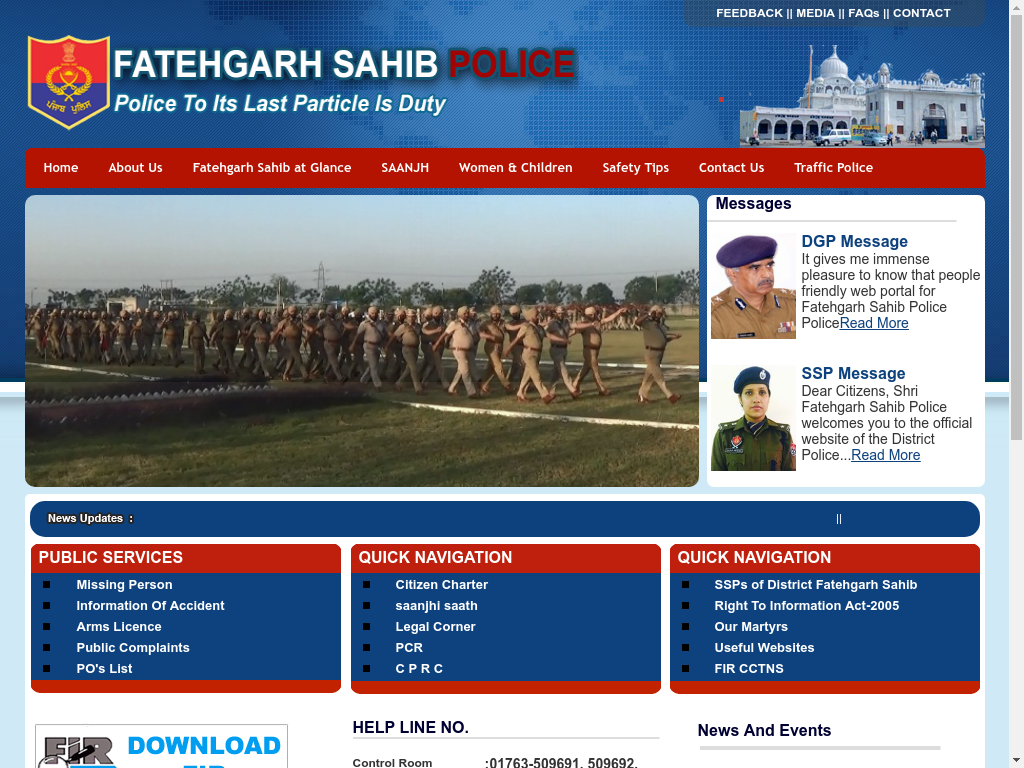 FEEDBACK || MEDIA || FAQs || CONTACT
FATEHGARH SAHIB POLICE
Police To Its Last Particle Is Duty
ਪੰਜਾਬ ਪੁਲਿਸ
Home About Us Fatehgarh Sahib at Glance SAANJH Women & Children Safety Tips Contact Us Traffic Police
Messages
DGP Message
It gives me immense
pleasure to know that people
friendly web portal for
Fatehgarh Sahib Police
PoliceRead More
SSP Message
Dear Citizens, Shri
Fatehgarh Sahib Police
welcomes you to the official
website of the District
Police...Read More
News Updates :
||
PUBLIC SERVICES
Missing Person
Information Of Accident
Arms Licence
Public Complaints
PO's List
QUICK NAVIGATION
Citizen Charter
saanjhi saath
Legal Corner
PCR
C P R C
QUICK NAVIGATION
SSPs of District Fatehgarh Sahib
Right To Information Act-2005
Our Martyrs
Useful Websites
FIR CCTNS
FIR DOWNLOAD
FIR
HELP LINE NO.
Control Room :01763-509691, 509692,
News And Events